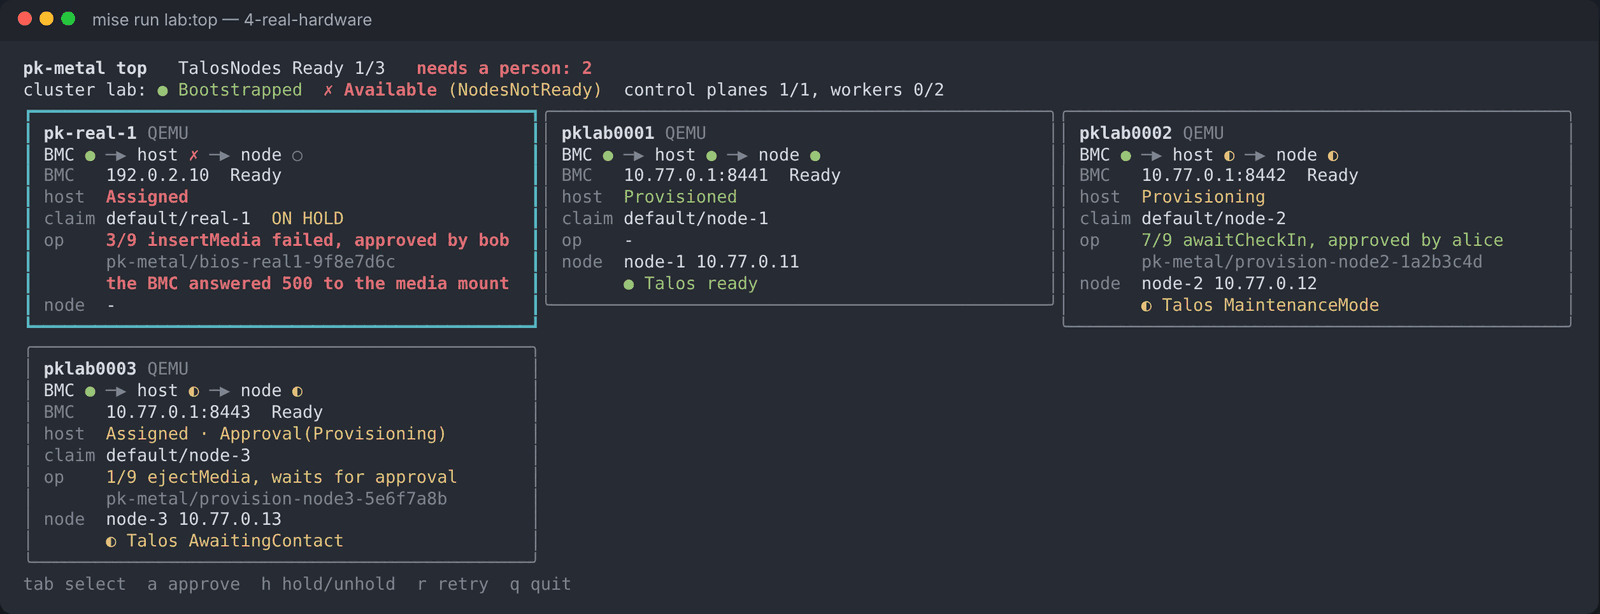 mise run lab:top — 4-real-hardware
pk-metal top TalosNodes Ready 1/3 needs a person: 2
cluster lab: ● Bootstrapped ✗ Available (NodesNotReady) control planes 1/1, workers 0/2
pk-real-1 QEMU
BMC ● ─▶ host ✗ ─▶ node ○
BMC 192.0.2.10 Ready
host Assigned
claim default/real-1 ON HOLD
op 3/9 insertMedia failed, approved by bob
pk-metal/bios-real1-9f8e7d6c
the BMC answered 500 to the media mount
node -
pklab0001 QEMU
BMC ● ─▶ host ● ─▶ node ●
BMC 10.77.0.1:8441 Ready
host Provisioned
claim default/node-1
op -
node node-1 10.77.0.11
● Talos ready
pklab0002 QEMU
BMC ● ─▶ host ◐ ─▶ node ◐
BMC 10.77.0.1:8442 Ready
host Provisioning
claim default/node-2
op 7/9 awaitCheckIn, approved by alice
pk-metal/provision-node2-1a2b3c4d
node node-2 10.77.0.12
◐ Talos MaintenanceMode
pklab0003 QEMU
BMC ● ─▶ host ◐ ─▶ node ◐
BMC 10.77.0.1:8443 Ready
host Assigned · Approval(Provisioning)
claim default/node-3
op 1/9 ejectMedia, waits for approval
pk-metal/provision-node3-5e6f7a8b
node node-3 10.77.0.13
◐ Talos AwaitingContact
tab select a approve h hold/unhold r retry q quit